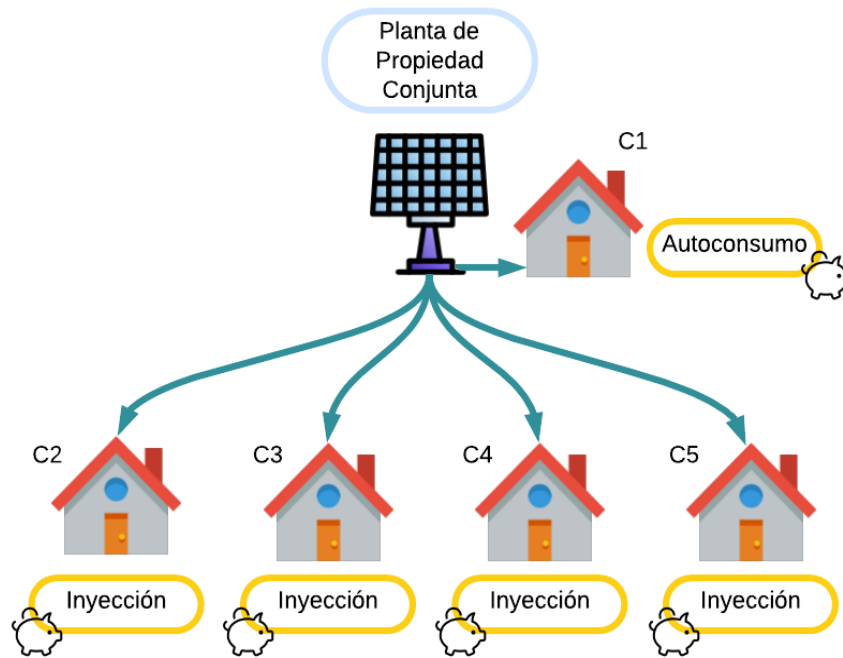 Planta de
Propiedad
Conjunta
C1
Autoconsumo
C2
C3
C4
C5
Inyección
Inyección
Inyección
Inyección